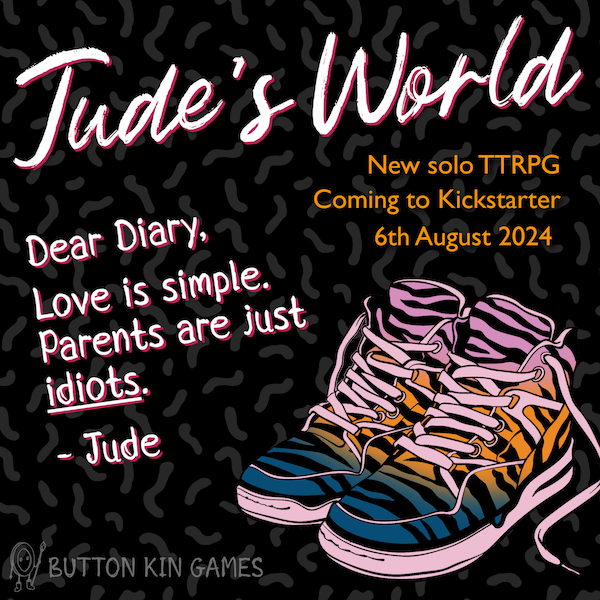 Jude's World
New solo TTRPG
Coming to Kickstarter
6th August 2024
Dear Diary,
Love is simple.
Parents are just
idiots.
- Jude
BUTTON KIN GAMES